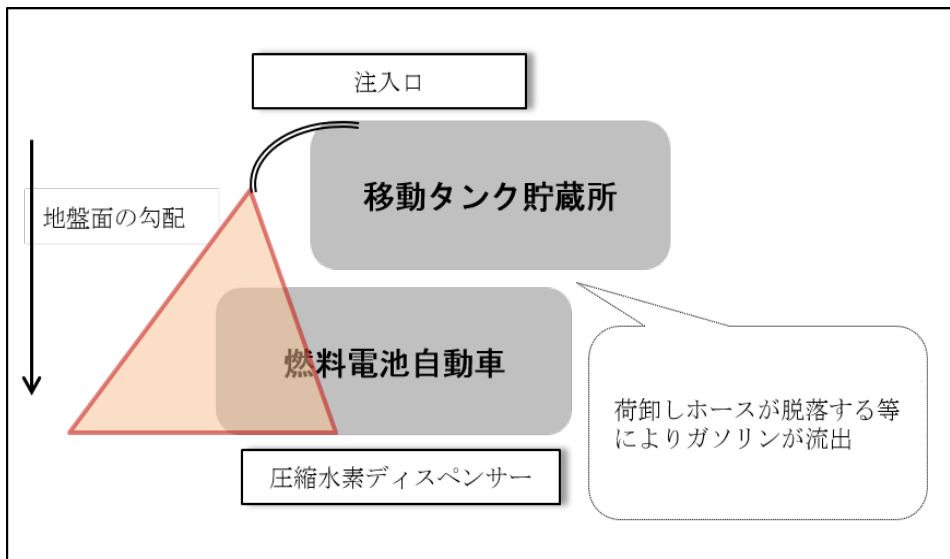 注入口
移動タンク貯蔵所
地盤面の勾配
燃料電池自動車
荷卸しホースが脱落する等
によりガソリンが流出
圧縮水素ディスペンサー